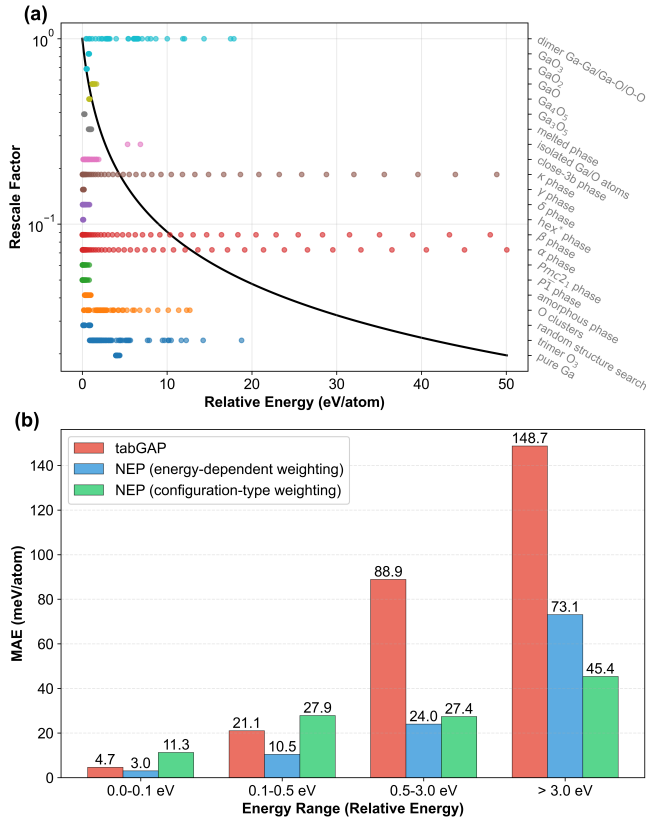 (a)
10⁰
10⁻¹
Rescale Factor
0
10
20
30
40
50
Relative Energy (eV/atom)
dimer Ga-Ga/Ga-O/O-O
GaO₃
GaO₂
GaO
Ga₄O₅
Ga₃O₅
melted phase
isolated Ga/O atoms
close-3b phase
κ phase
γ phase
δ phase
hex* phase
β phase
α phase
Pmc2₁ phase
P1̅ phase
amorphous phase
O clusters
random structure search
trimer O₃
pure Ga
(b)
tabGAP
NEP (energy-dependent weighting)
NEP (configuration-type weighting)
MAE (meV/atom)
140
120
100
80
60
40
20
0
4.7
3.0
11.3
21.1
10.5
27.9
88.9
24.0
27.4
148.7
73.1
45.4
0.0-0.1 eV
0.1-0.5 eV
0.5-3.0 eV
> 3.0 eV
Energy Range (Relative Energy)